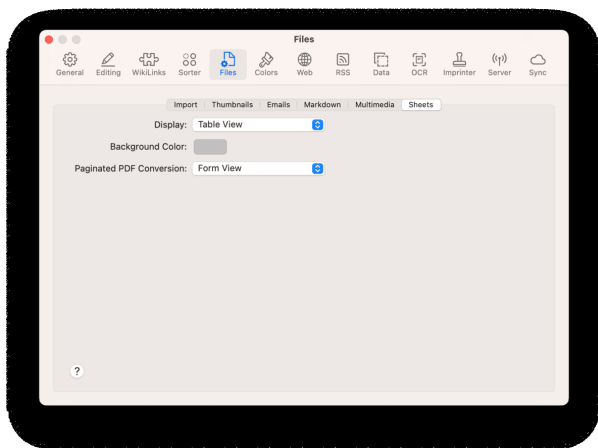 Files
General Editing WikiLinks Sorter Files Colors Web RSS Data OCR Imprinter Server Sync
Import Thumbnails Emails Markdown Multimedia Sheets
Display: Table View
Background Color:
Paginated PDF Conversion: Form View
?